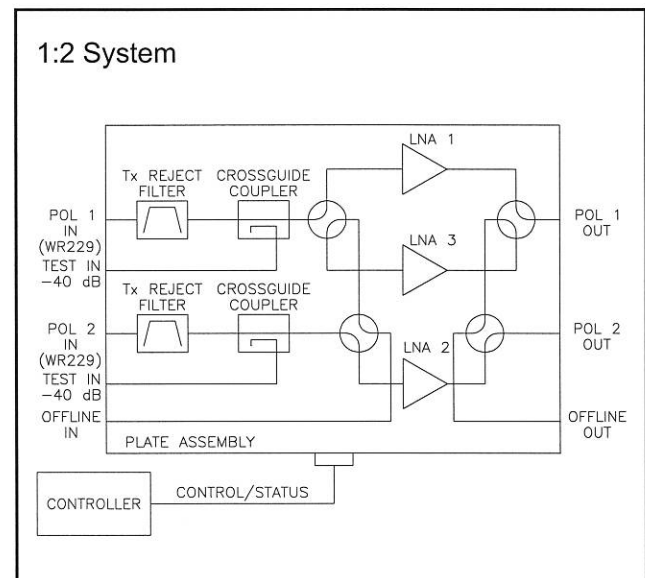 1:2 System
LNA 1
Tx REJECT
FILTER
CROSSGUIDE
COUPLER
POL 1
IN
(WR229)
TEST IN
−40 dB
LNA 3
POL 1
OUT
Tx REJECT
FILTER
CROSSGUIDE
COUPLER
POL 2
IN
(WR229)
TEST IN
−40 dB
LNA 2
POL 2
OUT
OFFLINE
IN
OFFLINE
OUT
PLATE ASSEMBLY
CONTROLLER
CONTROL/STATUS